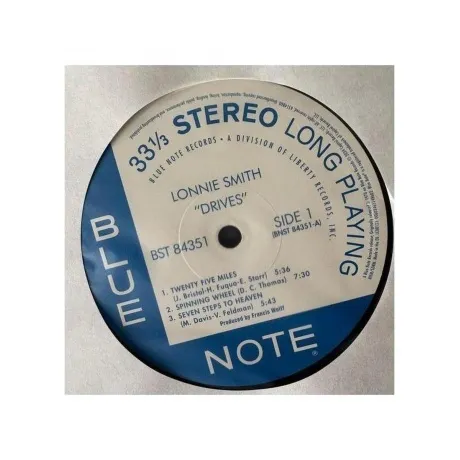 33 1/3 STEREO LONG PLAYING
BLUE NOTE RECORDS • A DIVISION OF LIBERTY RECORDS, INC.
LONNIE SMITH
"DRIVES"
BST 84351
SIDE 1
(BNST 84351-A)
1. TWENTY FIVE MILES
(J. Bristol-H. Fuqua-E. Starr) 5:36
2. SPINNING WHEEL (D. C. Thomas) 7:30
3. SEVEN STEPS TO HEAVEN
(M. Davis-V. Feldman) 5:43
Produced by Francis Wolff
BLUE
NOTE®